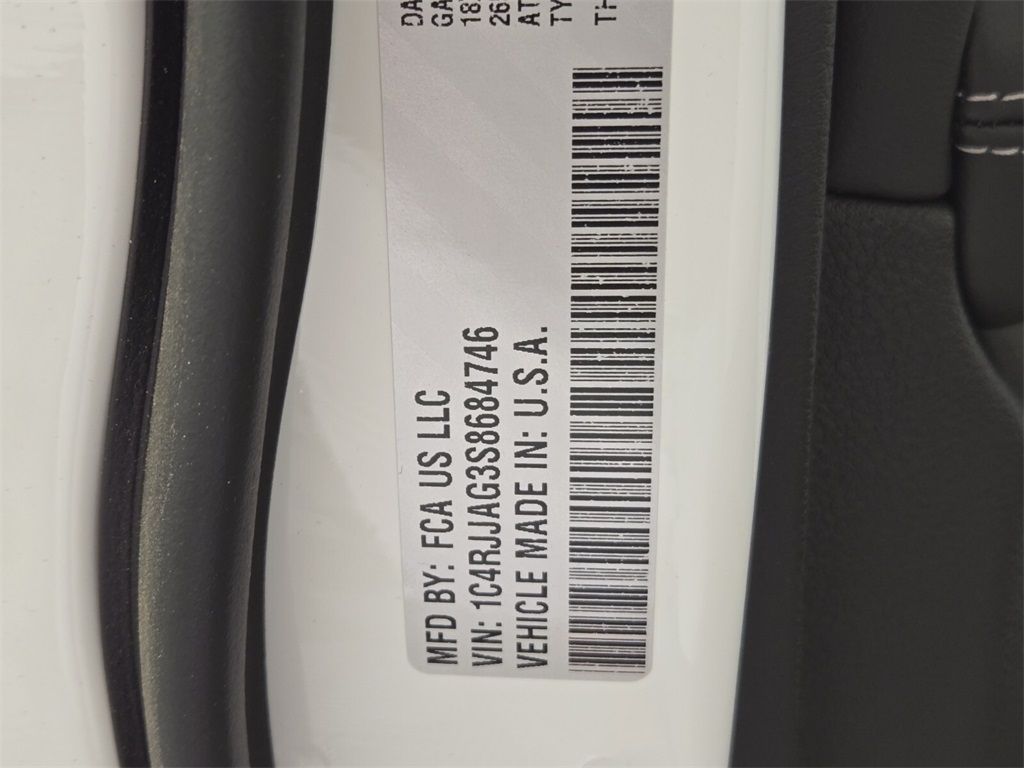 MFD BY: FCA US LLC
VIN: 1C4RJJAG3S8684746
VEHICLE MADE IN: U.S.A.